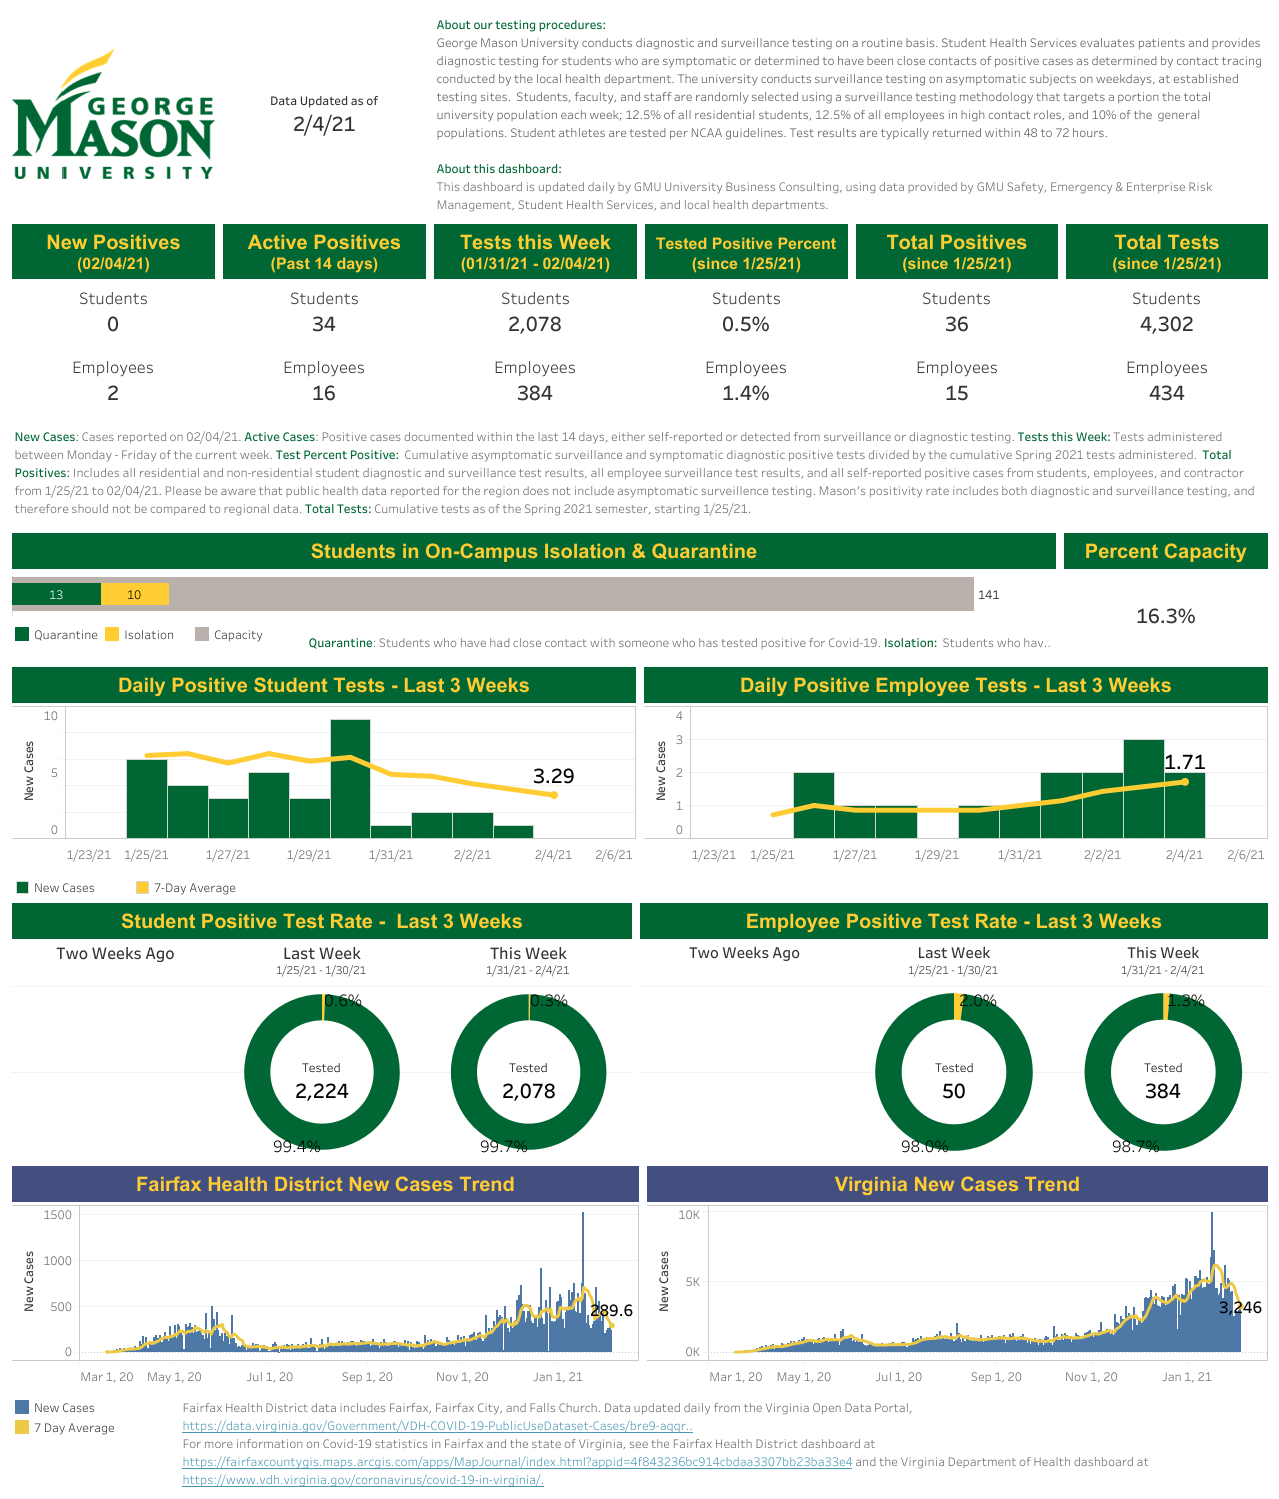 About our testing procedures:
George Mason University conducts diagnostic and surveillance testing on a routine basis. Student Health Services evaluates patients and provides
diagnostic testing for students who are symptomatic or determined to have been close contacts of positive cases as determined by contact tracing
conducted by the local health department. The university conducts surveillance testing on asymptomatic subjects on weekdays, at established
testing sites. Students, faculty, and staff are randomly selected using a surveillance testing methodology that targets a portion the total
university population each week; 12.5% of all residential students, 12.5% of all employees in high contact roles, and 10% of the general
populations. Student athletes are tested per NCAA guidelines. Test results are typically returned within 48 to 72 hours.
GEORGE
MASON
UNIVERSITY
Data Updated as of
2/4/21
About this dashboard:
This dashboard is updated daily by GMU University Business Consulting, using data provided by GMU Safety, Emergency & Enterprise Risk
Management, Student Health Services, and local health departments.
New Positives
(02/04/21)
Students
0
Employees
2
Active Positives
(Past 14 days)
Students
34
Employees
16
Tests this Week
(01/31/21 - 02/04/21)
Students
2,078
Employees
384
Tested Positive Percent
(since 1/25/21)
Students
0.5%
Employees
1.4%
Total Positives
(since 1/25/21)
Students
36
Employees
15
Total Tests
(since 1/25/21)
Students
4,302
Employees
434
New Cases: Cases reported on 02/04/21. Active Cases: Positive cases documented within the last 14 days, either self-reported or detected from surveillance or diagnostic testing. Tests this Week: Tests administered
between Monday - Friday of the current week. Test Percent Positive: Cumulative asymptomatic surveillance and symptomatic diagnostic positive tests divided by the cumulative Spring 2021 tests administered. Total
Positives: Includes all residential and non-residential student diagnostic and surveillance test results, all employee surveillance test results, and all self-reported positive cases from students, employees, and contractor
from 1/25/21 to 02/04/21. Please be aware that public health data reported for the region does not include asymptomatic surveillence testing. Mason's positivity rate includes both diagnostic and surveillance testing, and
therefore should not be compared to regional data. Total Tests: Cumulative tests as of the Spring 2021 semester, starting 1/25/21.
Students in On-Campus Isolation & Quarantine
Percent Capacity
13 10 141
16.3%
Quarantine Isolation Capacity
Quarantine: Students who have had close contact with someone who has tested positive for Covid-19. Isolation: Students who hav..
Daily Positive Student Tests - Last 3 Weeks
10
5
0
New Cases
3.29
1/23/21 1/25/21 1/27/21 1/29/21 1/31/21 2/2/21 2/4/21 2/6/21
New Cases 7-Day Average
Daily Positive Employee Tests - Last 3 Weeks
4
3
2
1
0
New Cases
1.71
1/23/21 1/25/21 1/27/21 1/29/21 1/31/21 2/2/21 2/4/21 2/6/21
Student Positive Test Rate - Last 3 Weeks
Two Weeks Ago
Last Week
1/25/21 - 1/30/21
0.6%
Tested
2,224
99.4%
This Week
1/31/21 - 2/4/21
0.3%
Tested
2,078
99.7%
Employee Positive Test Rate - Last 3 Weeks
Two Weeks Ago
Last Week
1/25/21 - 1/30/21
2.0%
Tested
50
98.0%
This Week
1/31/21 - 2/4/21
1.3%
Tested
384
98.7%
Fairfax Health District New Cases Trend
1500
1000
500
0
New Cases
289.6
Mar 1, 20 May 1, 20 Jul 1, 20 Sep 1, 20 Nov 1, 20 Jan 1, 21
Virginia New Cases Trend
10K
5K
0K
New Cases
3,246
Mar 1, 20 May 1, 20 Jul 1, 20 Sep 1, 20 Nov 1, 20 Jan 1, 21
New Cases
7 Day Average
Fairfax Health District data includes Fairfax, Fairfax City, and Falls Church. Data updated daily from the Virginia Open Data Portal,
https://data.virginia.gov/Government/VDH-COVID-19-PublicUseDataset-Cases/bre9-aqqr..
For more information on Covid-19 statistics in Fairfax and the state of Virginia, see the Fairfax Health District dashboard at
https://fairfaxcountygis.maps.arcgis.com/apps/MapJournal/index.html?appid=4f843236bc914cbdaa3307bb23ba33e4 and the Virginia Department of Health dashboard at
https://www.vdh.virginia.gov/coronavirus/covid-19-in-virginia/.